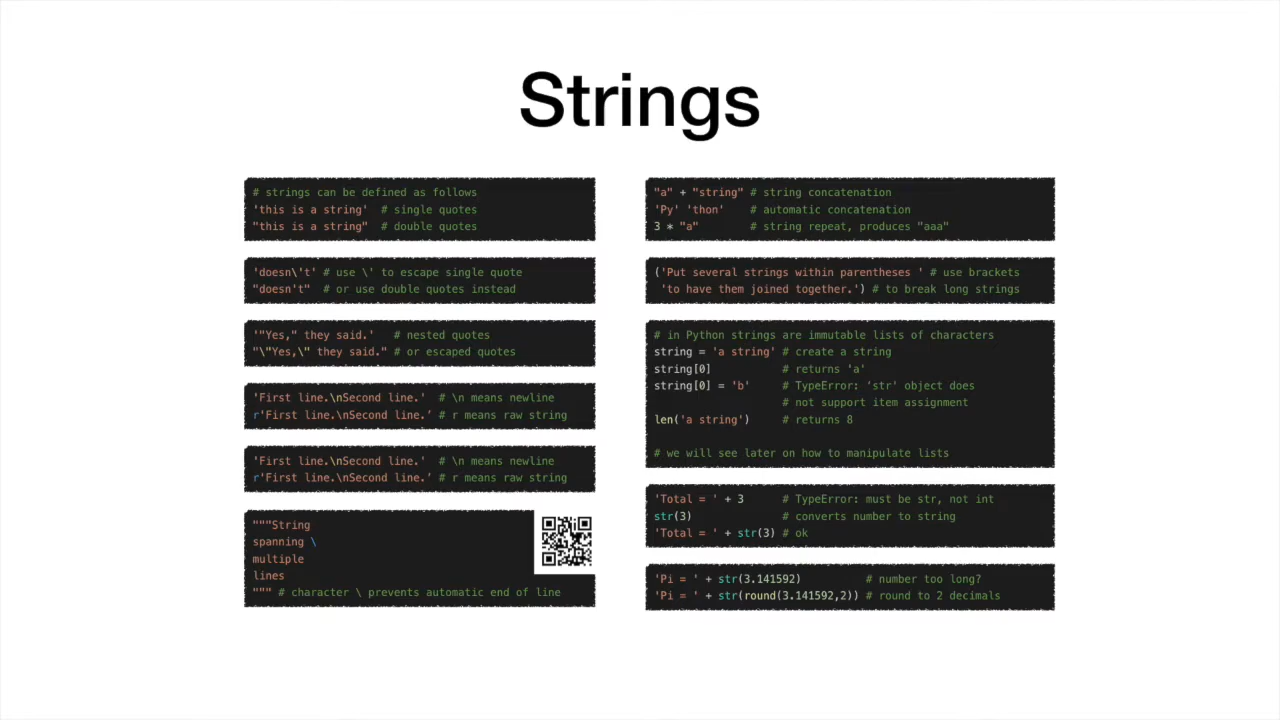 Strings
# strings can be defined as follows
'this is a string'  # single quotes
"this is a string"  # double quotes
'doesn\'t' # use \' to escape single quote
"doesn't"  # or use double quotes instead
'"Yes," they said.'   # nested quotes
"\"Yes,\" they said." # or escaped quotes
'First line.\nSecond line.'  # \n means newline
r'First line.\nSecond line.’ # r means raw string
'First line.\nSecond line.'  # \n means newline
r'First line.\nSecond line.’ # r means raw string
"""String
spanning \
multiple
lines
""" # character \ prevents automatic end of line
"a" + "string" # string concatenation
'Py' 'thon'    # automatic concatenation
3 * "a"        # string repeat, produces "aaa"
('Put several strings within parentheses ' # use brackets
 'to have them joined together.') # to break long strings
# in Python strings are immutable lists of characters
string = 'a string' # create a string
string[0]           # returns 'a'
string[0] = 'b'     # TypeError: ‘str' object does
                    # not support item assignment
len('a string')     # returns 8
# we will see later on how to manipulate lists
'Total = ' + 3      # TypeError: must be str, not int
str(3)              # converts number to string
'Total = ' + str(3) # ok
'Pi = ' + str(3.141592)          # number too long?
'Pi = ' + str(round(3.141592,2)) # round to 2 decimals